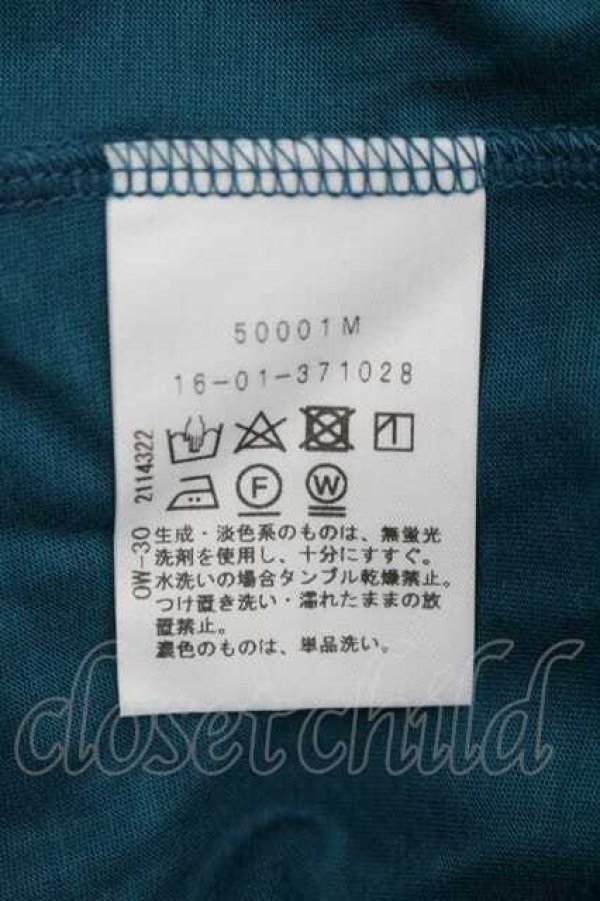 50001M
16-01-371028
OW-30 2114322
F
W
生成・淡色系のものは、無蛍光
洗剤を使用し、十分にすすぐ。
水洗いの場合タンブル乾燥禁止。
つけ置き洗い・濡れたままの放
置禁止。
濃色のものは、単品洗い。
closet child